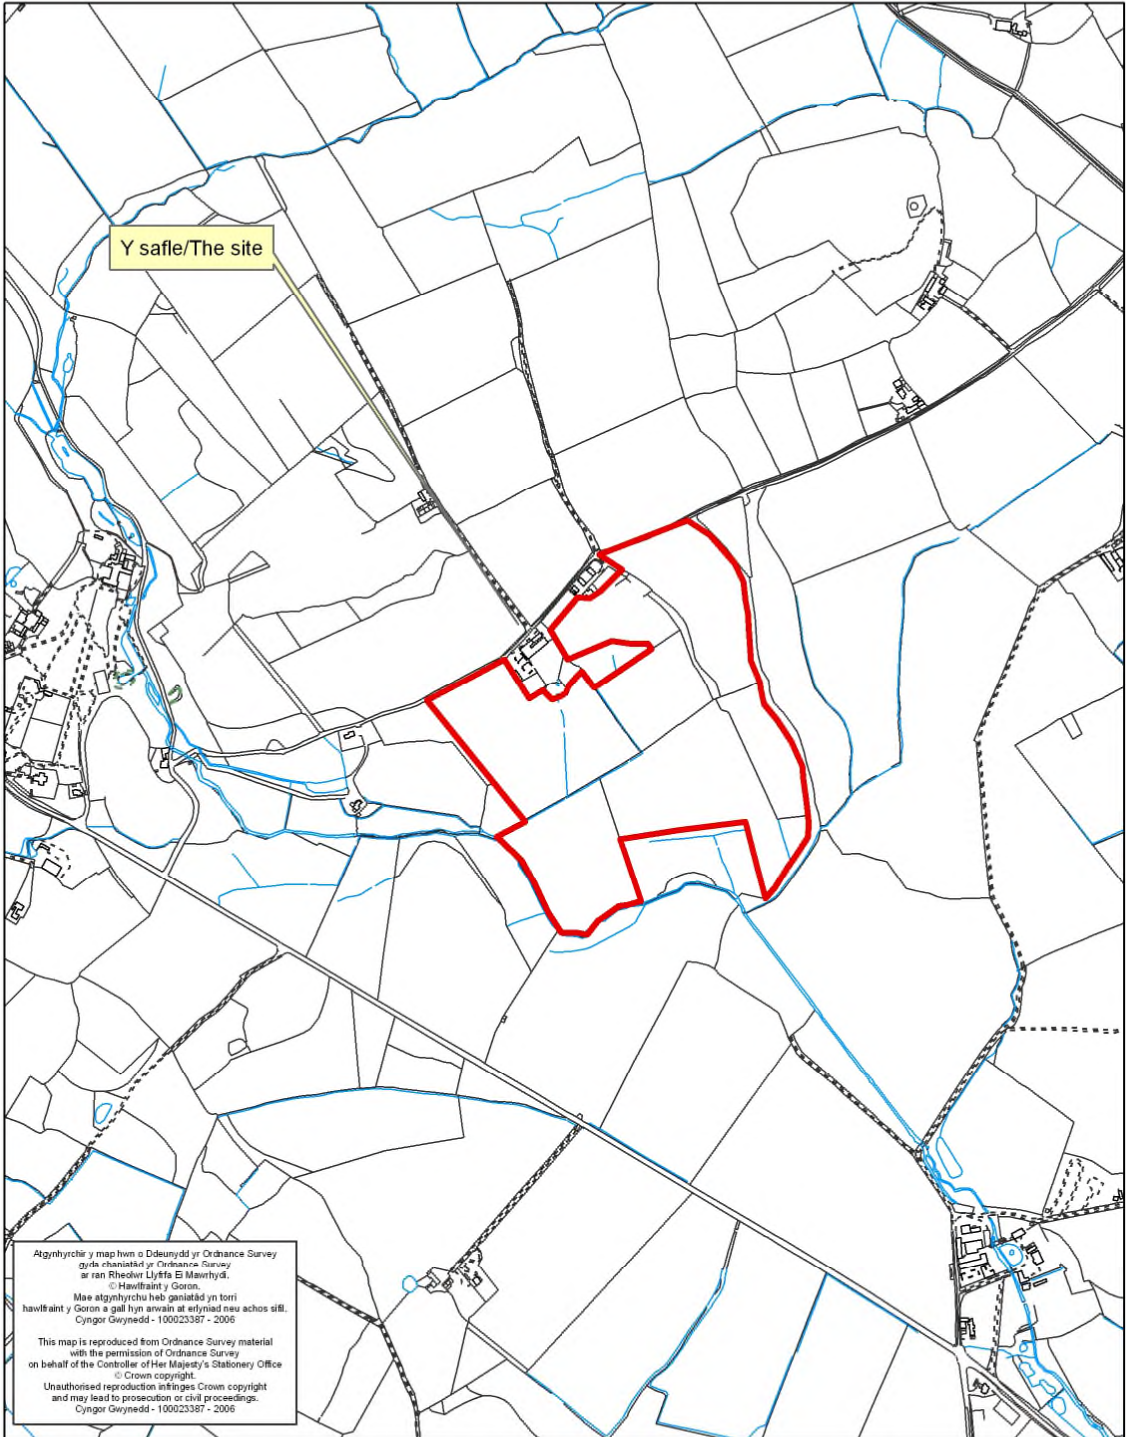 Y safle/The site
Atgynhyrchir y map hwn o Ddeunydd yr Ordnance Survey
gyda chaniatâd yr Ordnance Survey
ar ran Rheolwr Llyfrfa Ei Mawrhydi.
© Hawlfraint y Goron.
Mae atgynhyrchu heb ganiatâd yn torri
hawlfraint y Goron a gall hyn arwain at erlyniad neu achos sifil.
Cyngor Gwynedd - 100023387 - 2006
This map is reproduced from Ordnance Survey material
with the permission of Ordnance Survey
on behalf of the Controller of Her Majesty's Stationery Office
© Crown copyright.
Unauthorised reproduction infringes Crown copyright
and may lead to prosecution or civil proceedings.
Cyngor Gwynedd - 100023387 - 2006